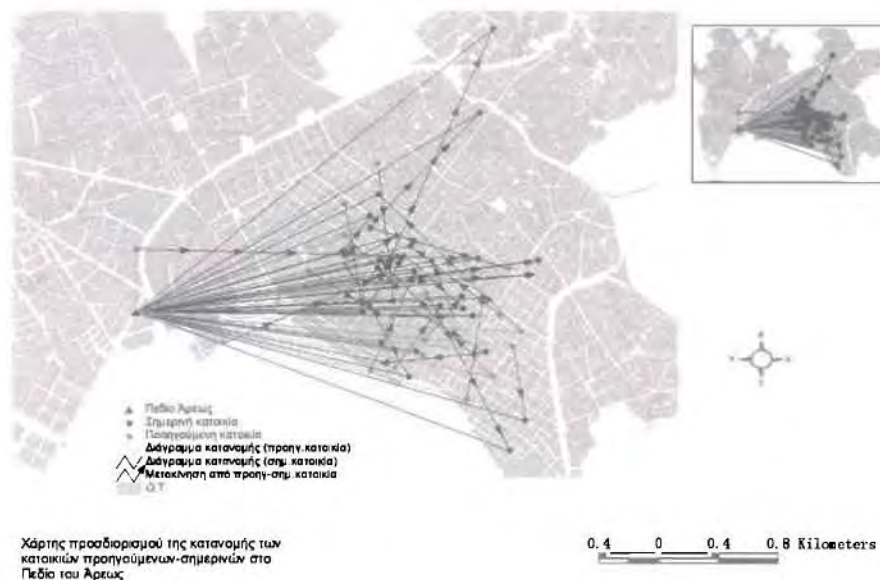 Πεδίο Άρεως
Σημερινή κατοικία
Προηγούμενη κατοικία
Διάγραμμα κατανομής (προηγ.κατοικία)
Διάγραμμα κατανομής (σημ.κατοικία)
Μετακίνηση από προηγ-σημ.κατοικία
Ο.Τ
Χάρτης προσδιορισμού της κατανομής των
κατοικιών προηγούμενων-σημερινών στο
Πεδίο του Άρεως
0.4 0 0.4 0.8 Kilometers